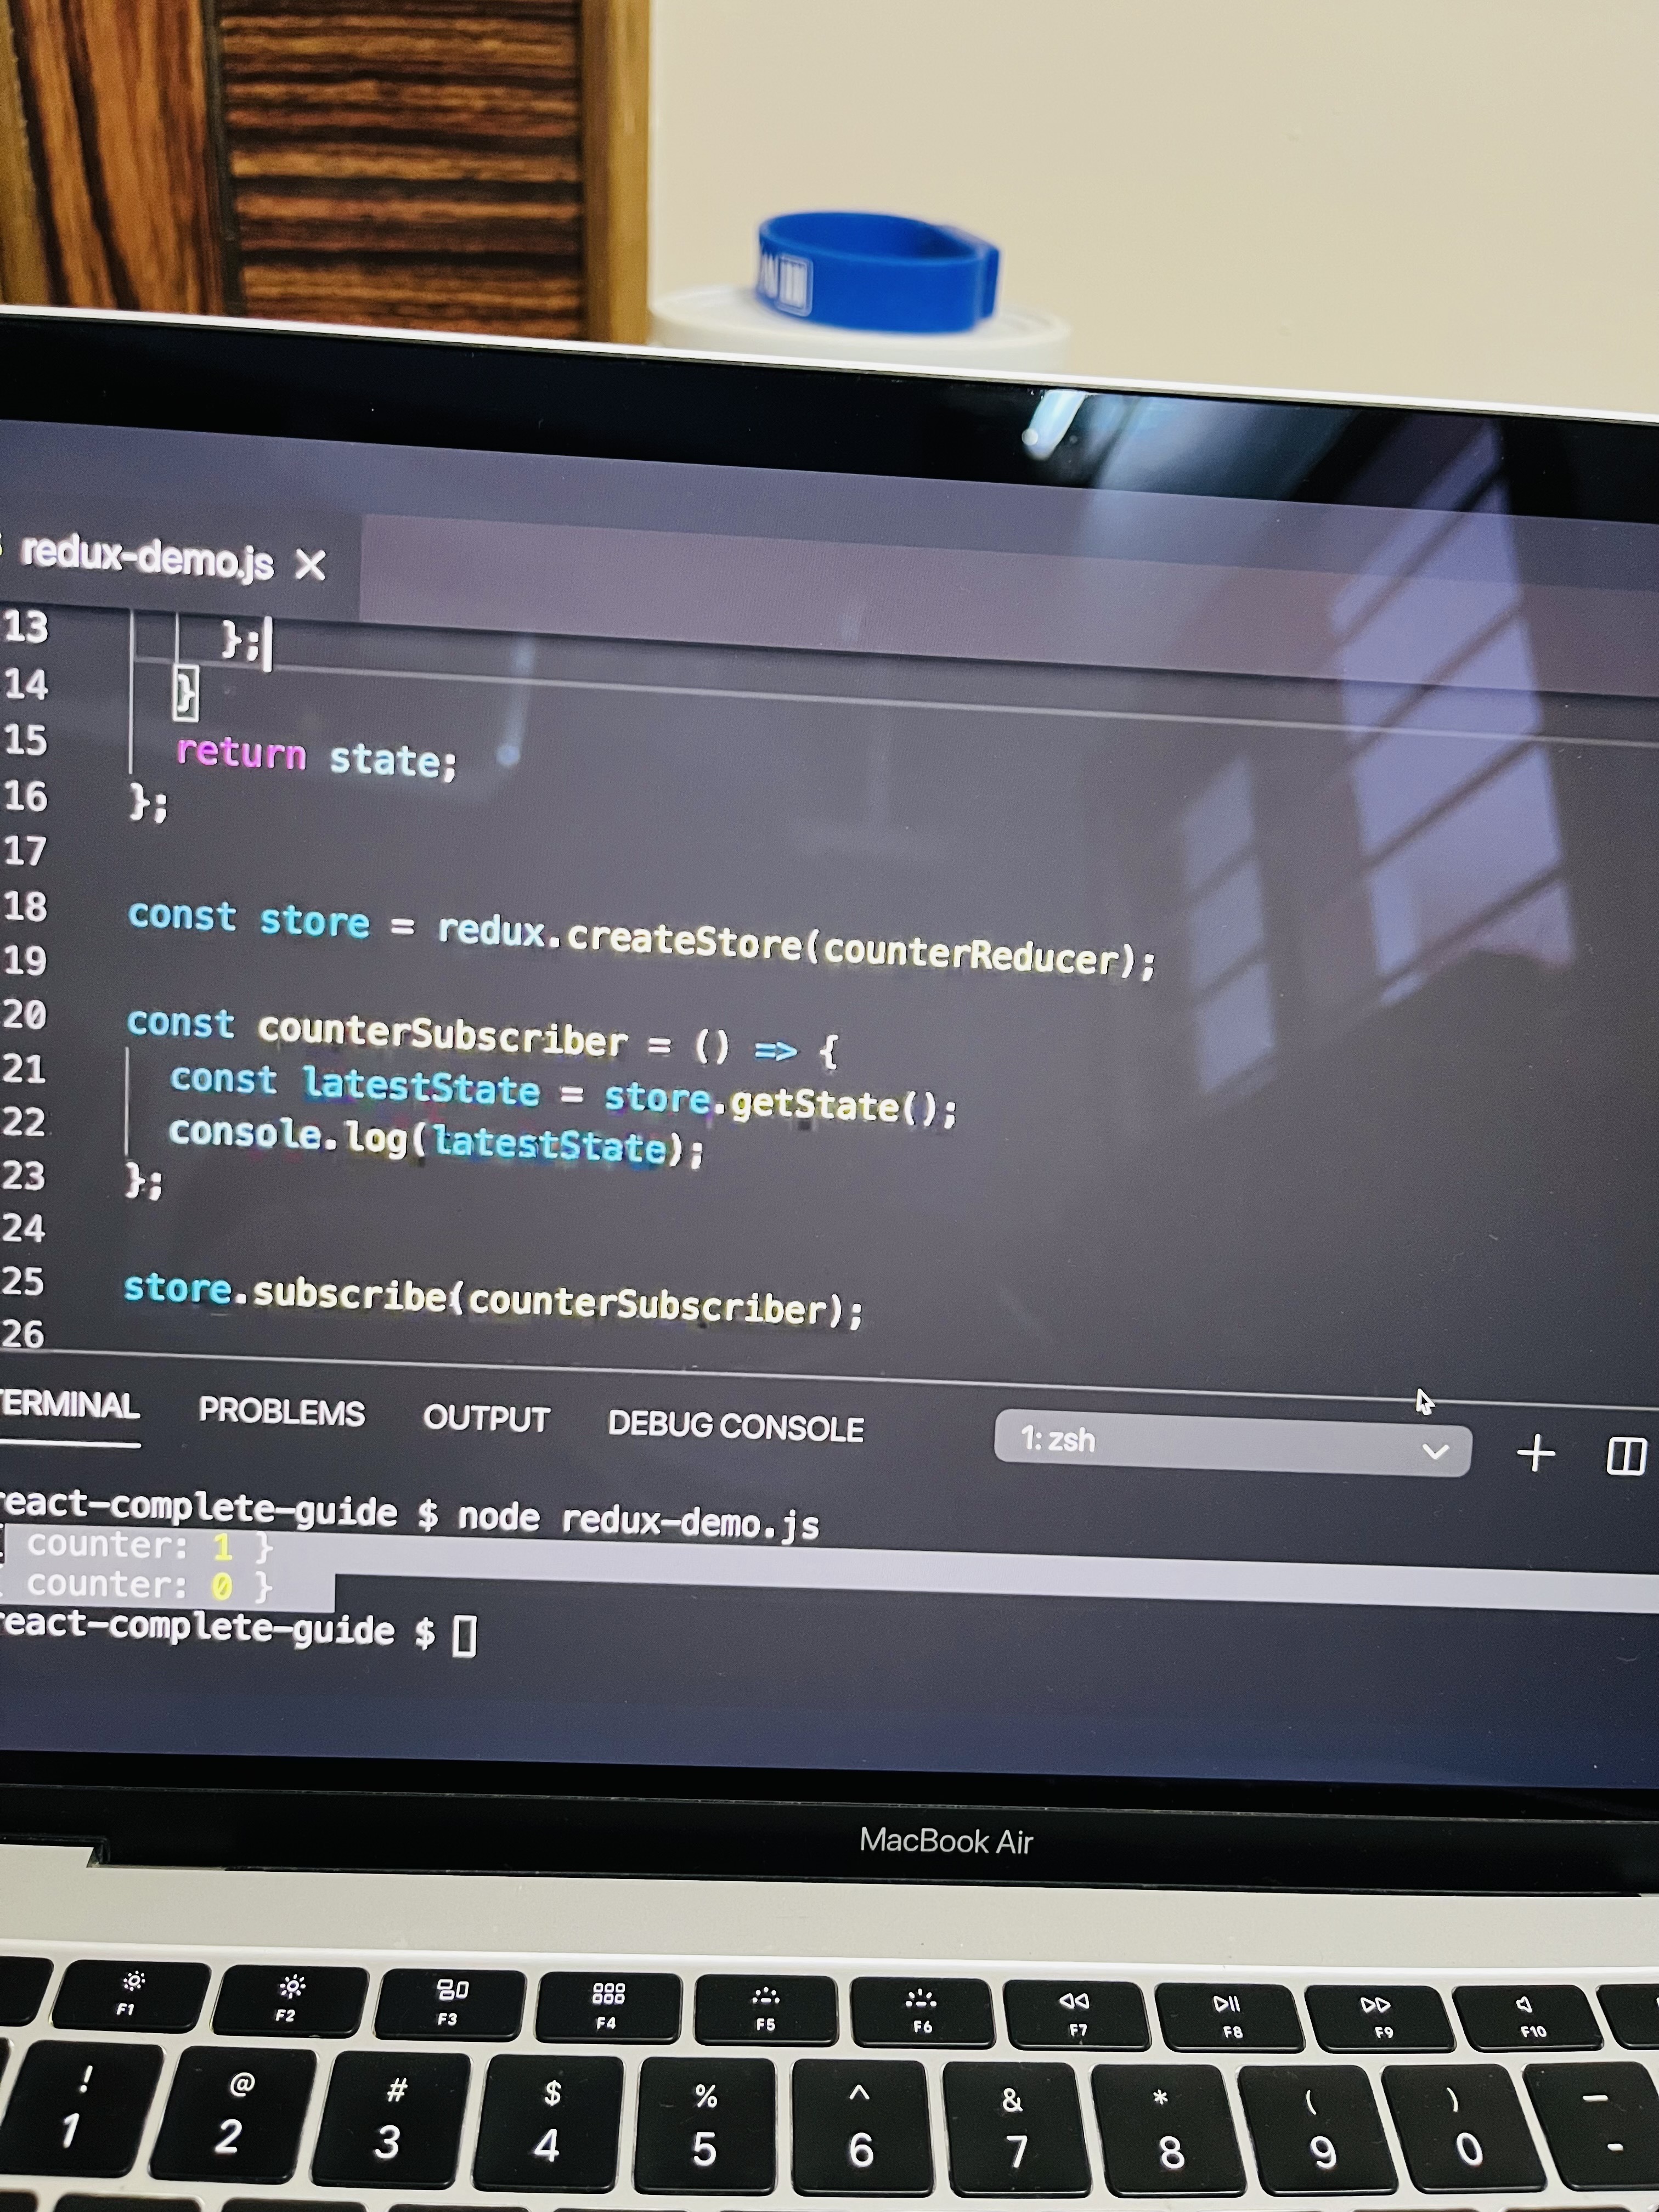 redux-demo.js
13 };
14 }
15 return state;
16 };
17
18 const store = redux.createStore(counterReducer);
19
20 const counterSubscriber = () => {
21 const latestState = store.getState();
22 console.log(latestState);
23 };
24
25 store.subscribe(counterSubscriber);
26
TERMINAL PROBLEMS OUTPUT DEBUG CONSOLE 1: zsh
react-complete-guide $ node redux-demo.js
{ counter: 1 }
{ counter: 0 }
react-complete-guide $
MacBook Air
F1 F2 F3 F4 F5 F6 F7 F8 F9 F10
! @ # $ % ^ & * ( ) —
1 2 3 4 5 6 7 8 9 0 -